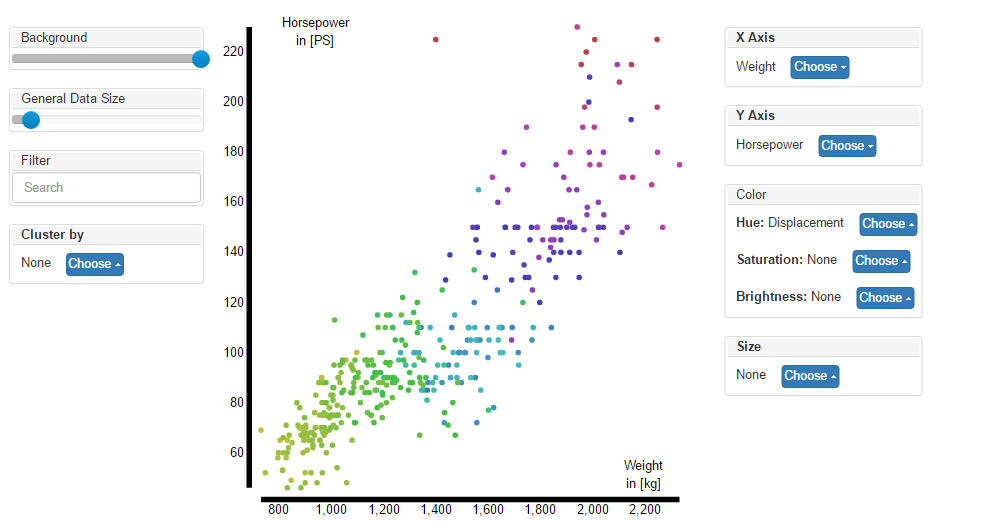 Background
General Data Size
Filter
Search
Cluster by
None Choose
Horsepower
in [PS]
220
200
180
160
140
120
100
80
60
Weight
in [kg]
800 1,000 1,200 1,400 1,600 1,800 2,000 2,200
X Axis
Weight Choose
Y Axis
Horsepower Choose
Color
Hue: Displacement Choose
Saturation: None Choose
Brightness: None Choose
Size
None Choose